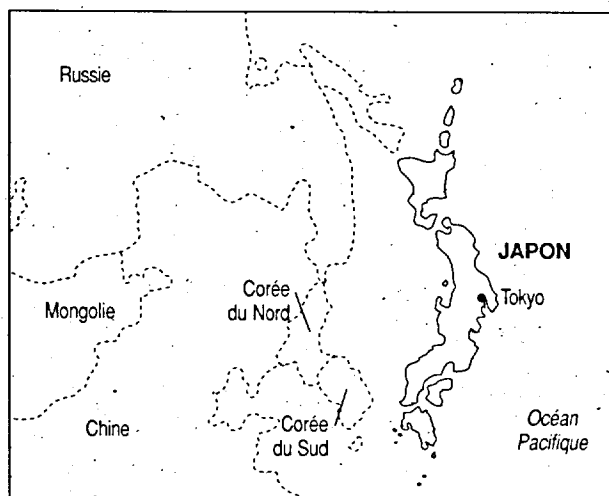 Russie
JAPON
Corée
du Nord
Tokyo
Mongolie
Chine
Corée
du Sud
Océan
Pacifique